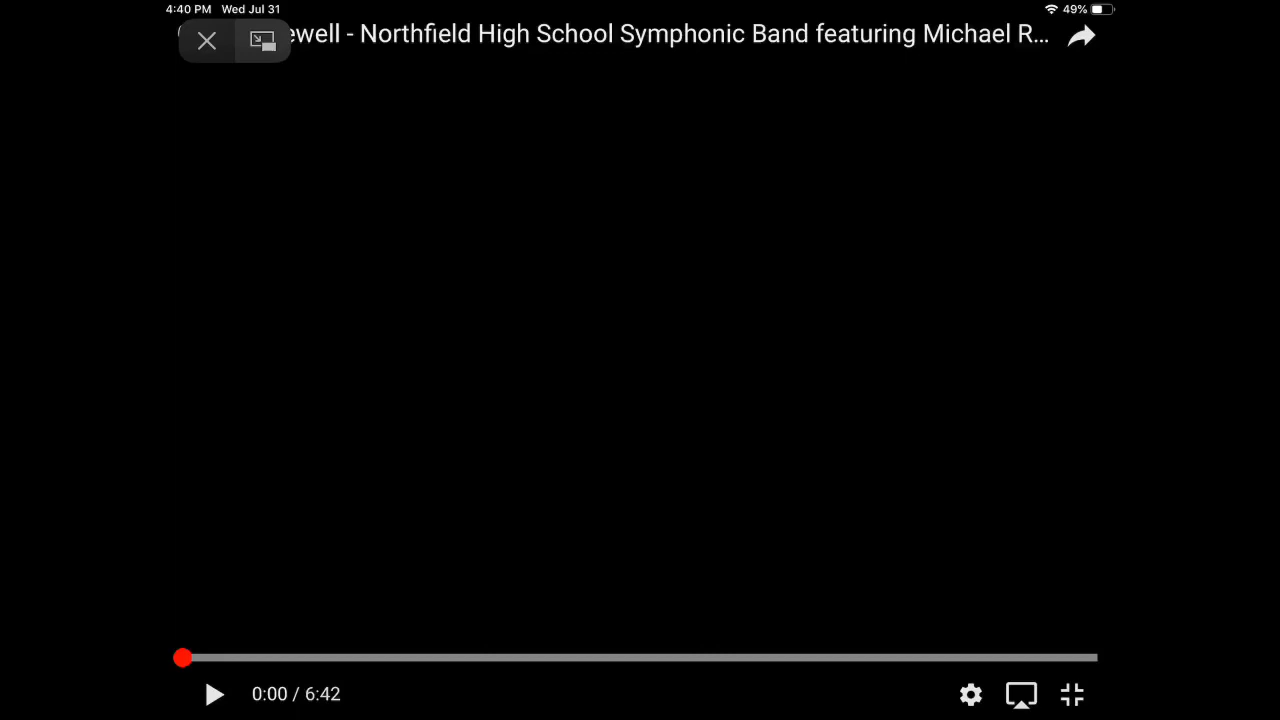 4:40 PM Wed Jul 31 49%
ewell - Northfield High School Symphonic Band featuring Michael R...
0:00 / 6:42